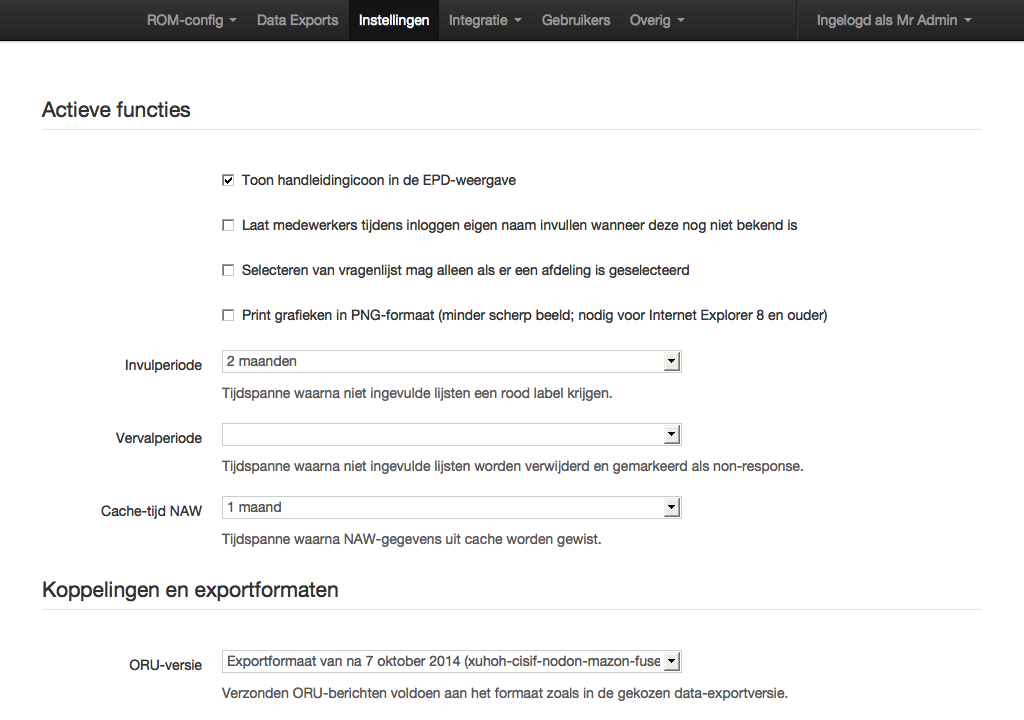 ROM-config Data Exports Instellingen Integratie Gebruikers Overig Ingelogd als Mr Admin
Actieve functies
Toon handleidingicoon in de EPD-weergave
Laat medewerkers tijdens inloggen eigen naam invullen wanneer deze nog niet bekend is
Selecteren van vragenlijst mag alleen als er een afdeling is geselecteerd
Print grafieken in PNG-formaat (minder scherp beeld; nodig voor Internet Explorer 8 en ouder)
Invulperiode 2 maanden
Tijdspanne waarna niet ingevulde lijsten een rood label krijgen.
Vervalperiode
Tijdspanne waarna niet ingevulde lijsten worden verwijderd en gemarkeerd als non-response.
Cache-tijd NAW 1 maand
Tijdspanne waarna NAW-gegevens uit cache worden gewist.
Koppelingen en exportformaten
ORU-versie Exportformaat van na 7 oktober 2014 (xuhoh-cisif-nodon-mazon-fuse
Verzonden ORU-berichten voldoen aan het formaat zoals in de gekozen data-exportversie.